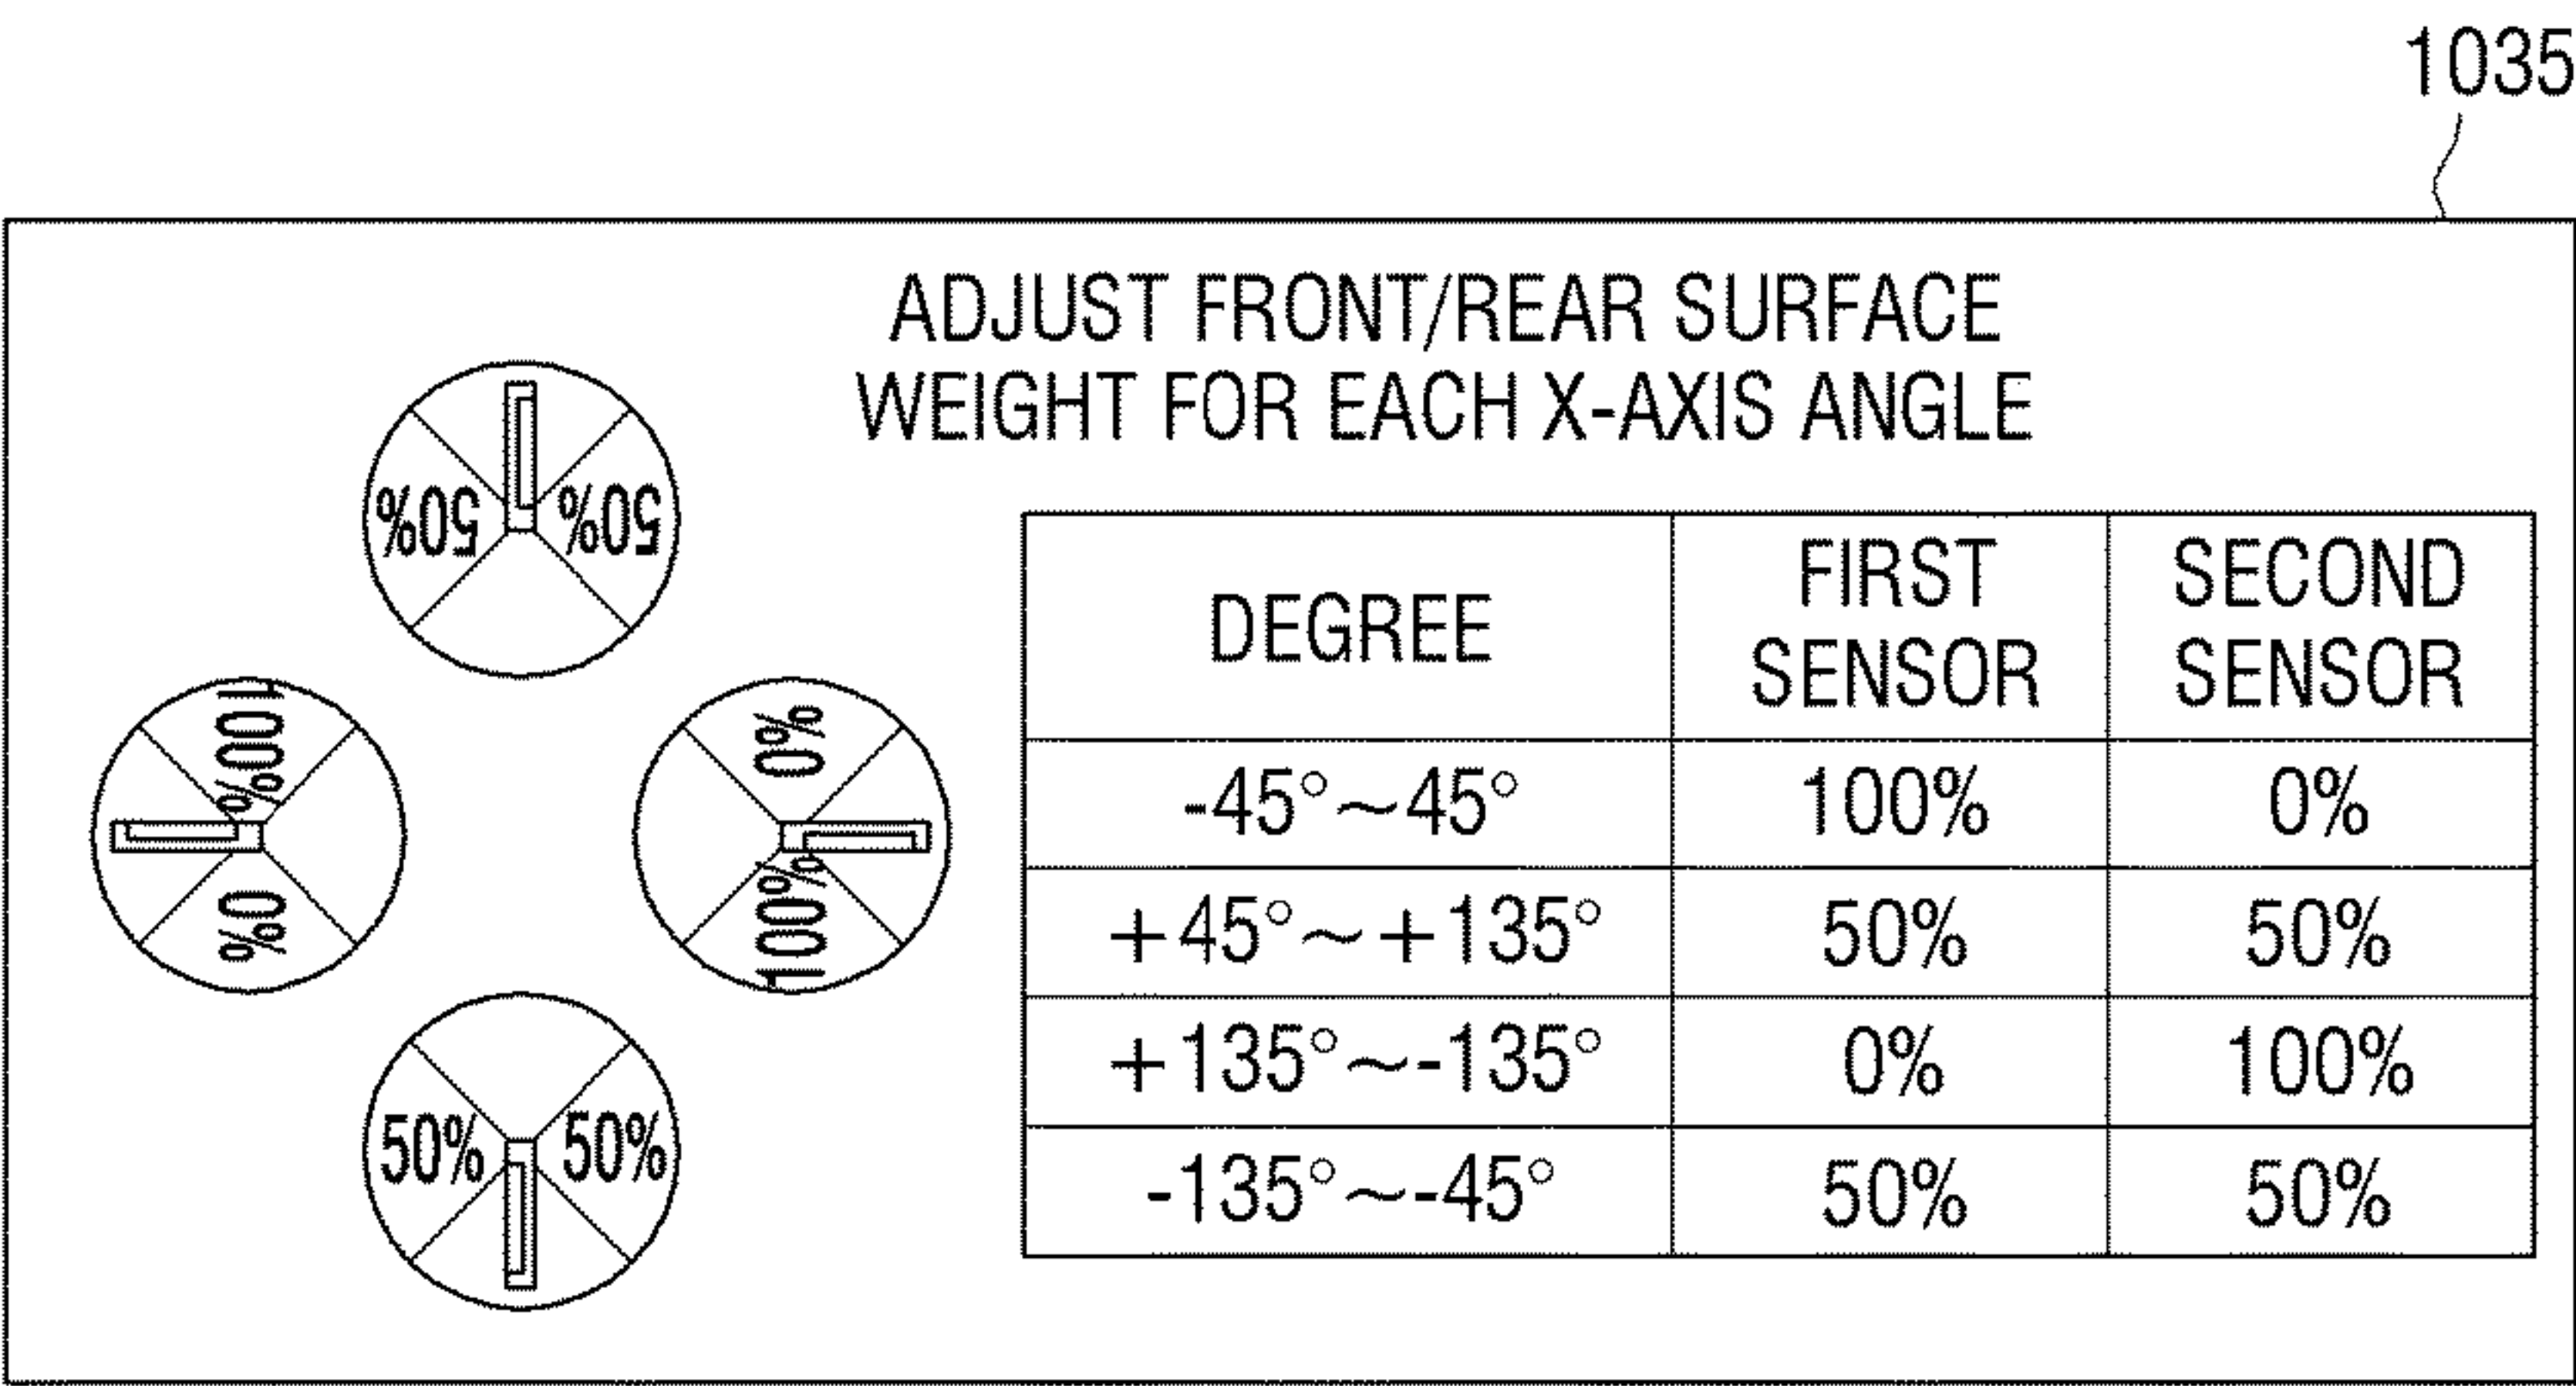 1035
ADJUST FRONT/REAR SURFACE
WEIGHT FOR EACH X-AXIS ANGLE
50% 50%
100%
0%
0%
100%
50% 50%
DEGREE FIRST SENSOR SECOND SENSOR
-45°~45° 100% 0%
+45°~+135° 50% 50%
+135°~-135° 0% 100%
-135°~-45° 50% 50%